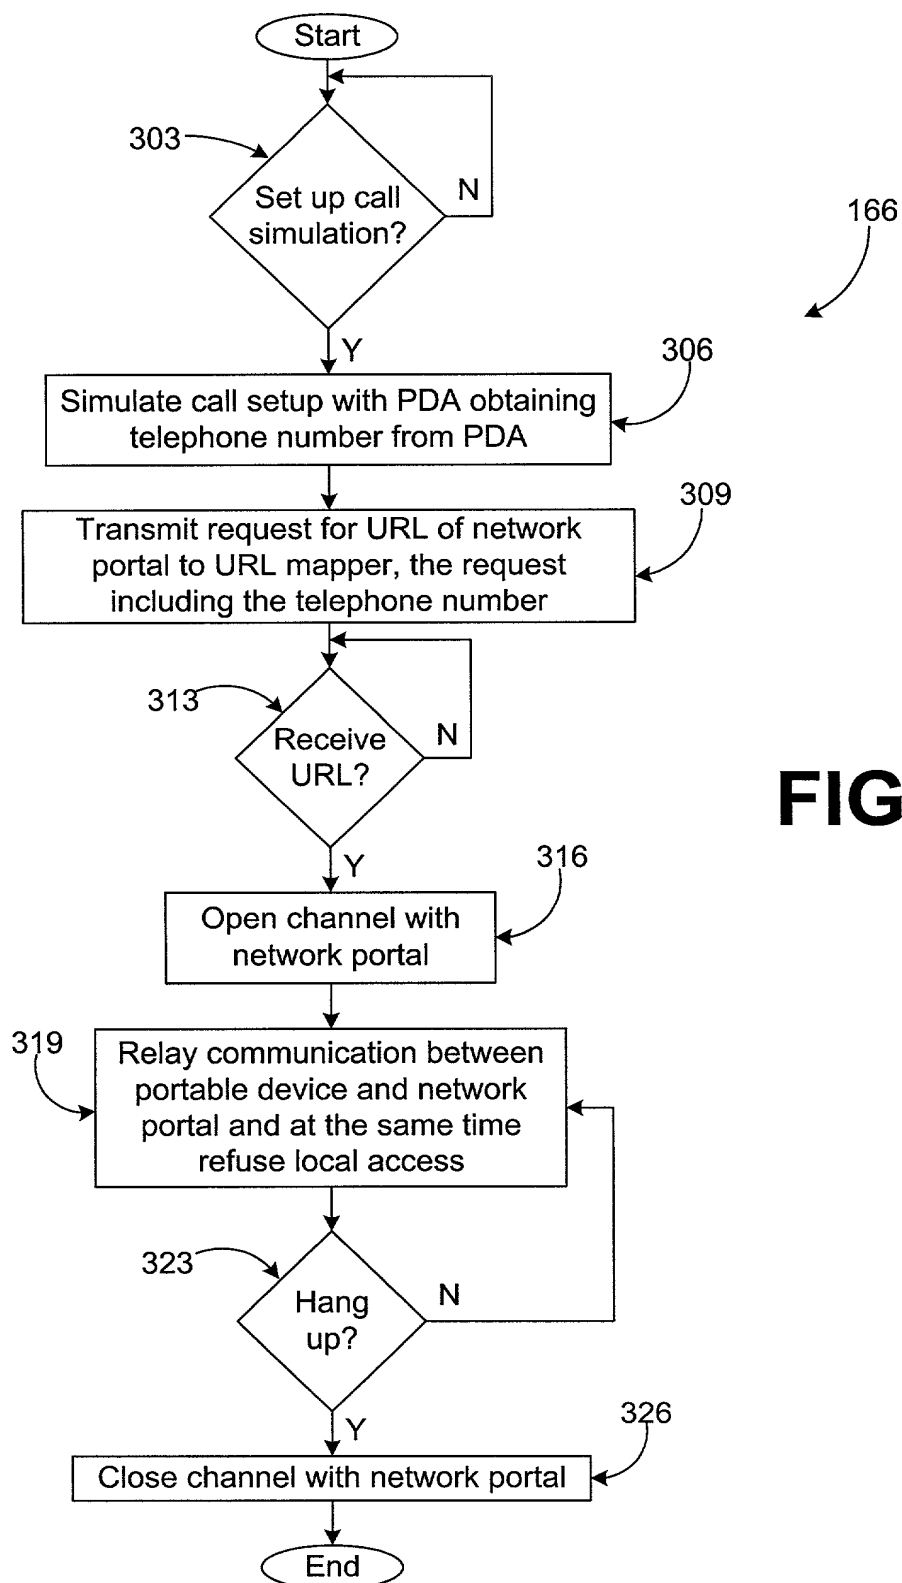 Start
303
Set up call
simulation?
N
166
Y
306
Simulate call setup with PDA obtaining
telephone number from PDA
309
Transmit request for URL of network
portal to URL mapper, the request
including the telephone number
313
Receive
URL?
N
FIG
Y
316
Open channel with
network portal
319
Relay communication between
portable device and network
portal and at the same time
refuse local access
323
Hang
up?
N
Y
326
Close channel with network portal
End